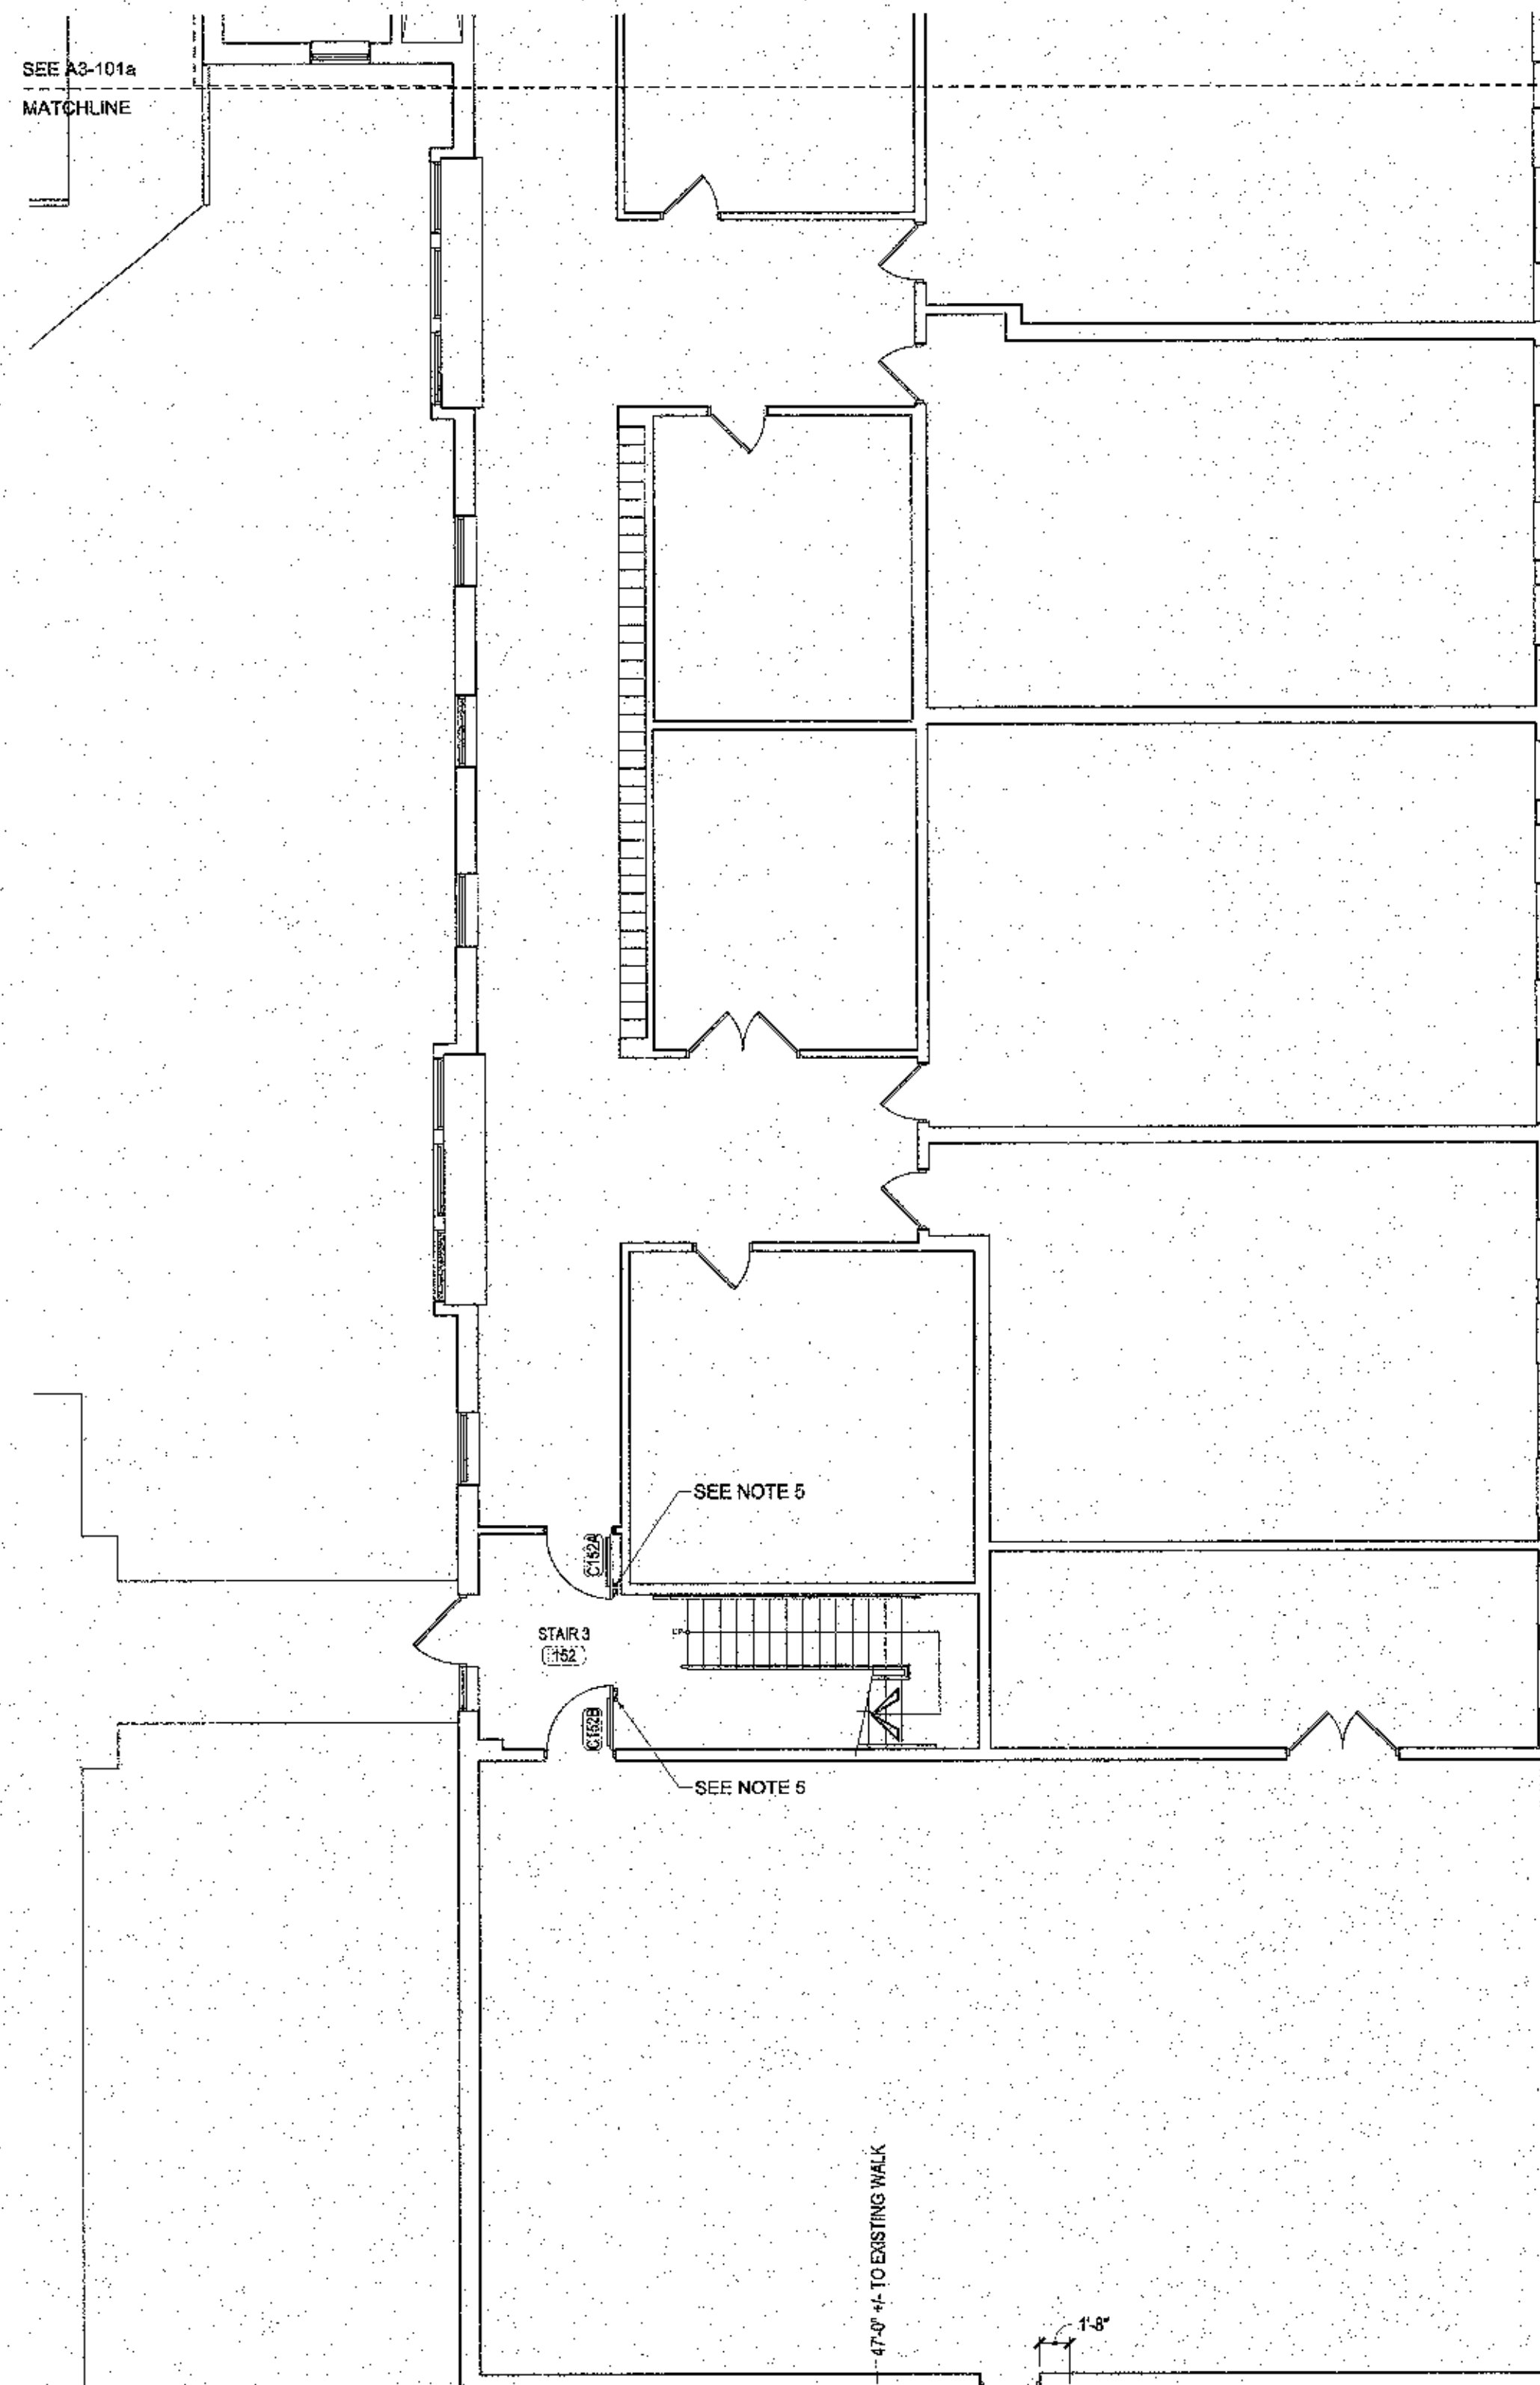 SEE A3-101a
MATCHLINE
SEE NOTE 5
C152A
STAIR 3
152
UP
C152B
SEE NOTE 5
47'-0" +/- TO EXISTING WALK
1'-8"